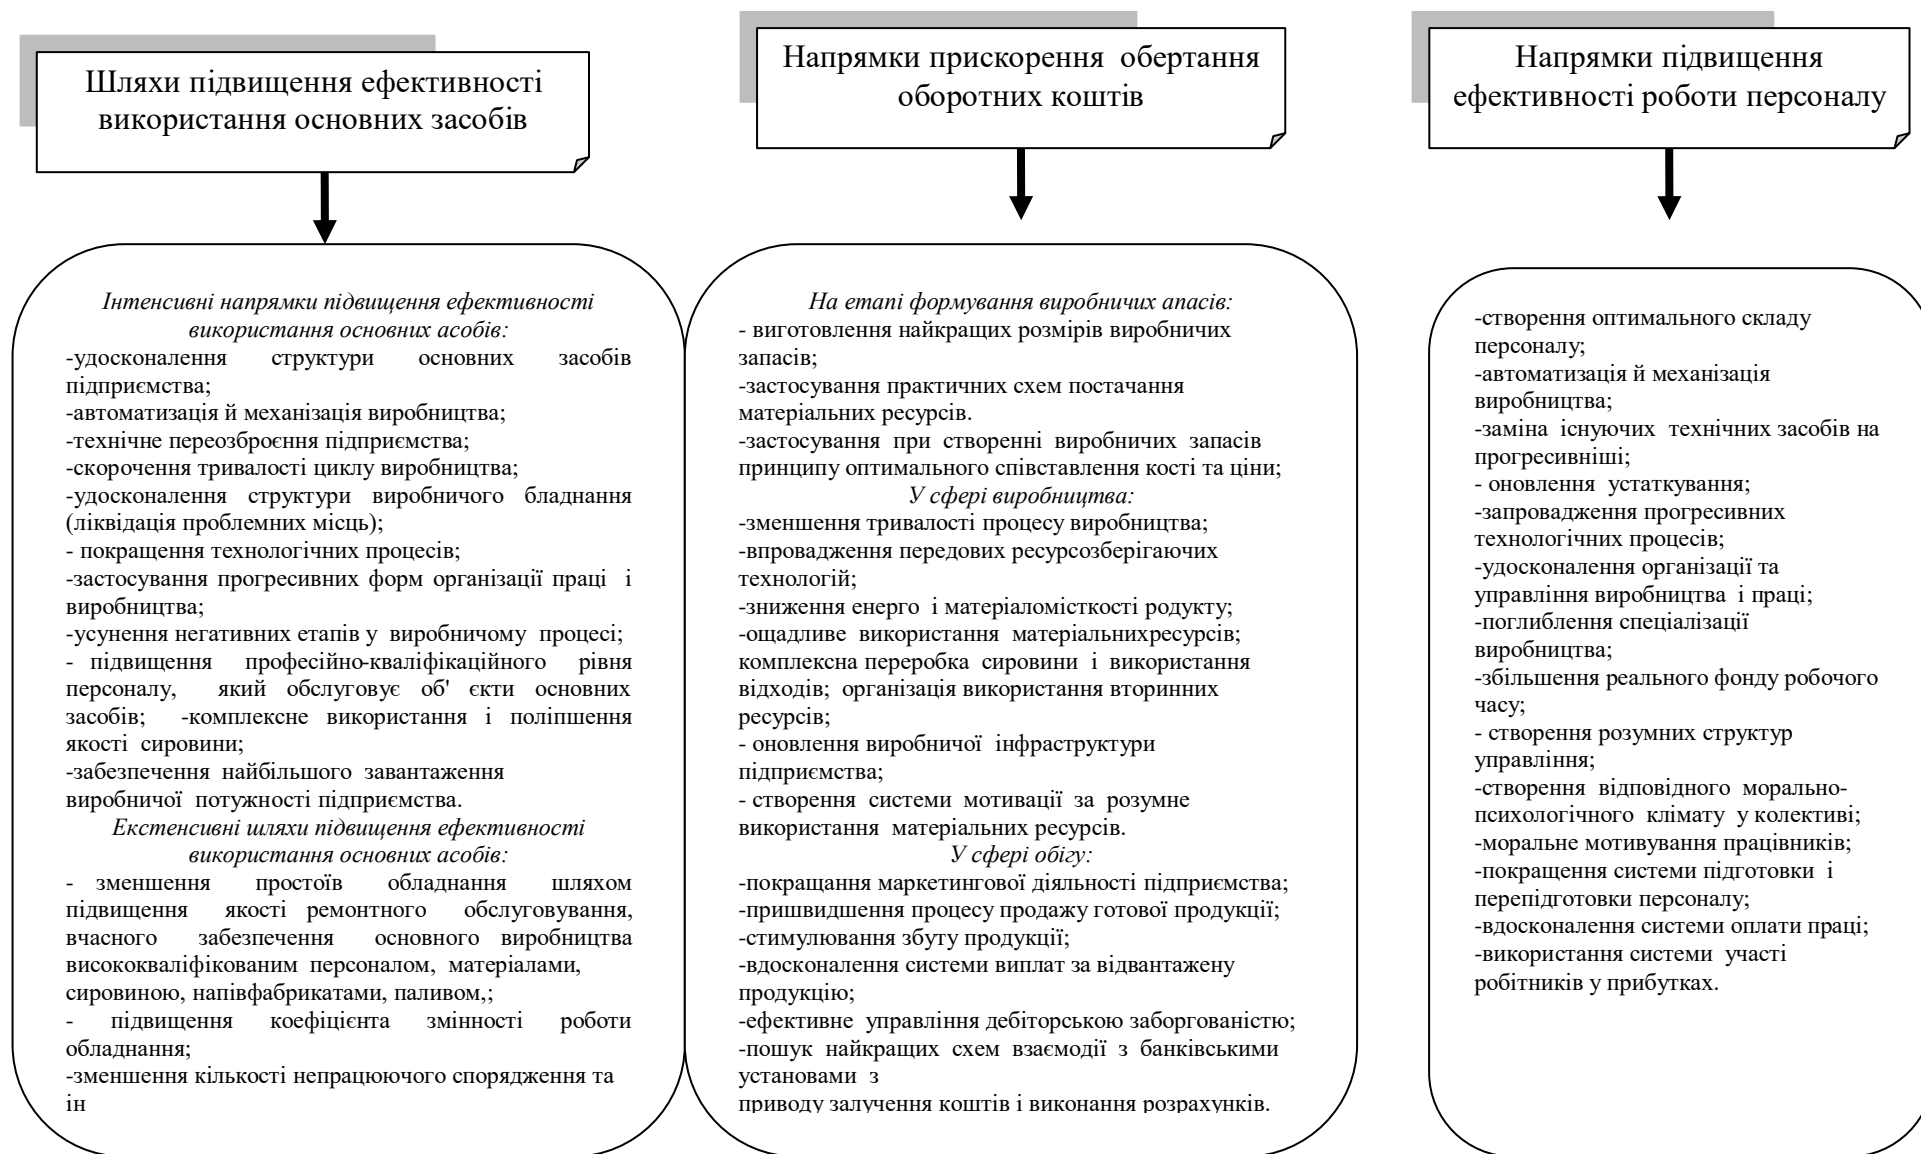 Шляхи підвищення ефективності
використання основних засобів
Інтенсивні напрямки підвищення ефективності
використання основних асобів:
-удосконалення структури основних засобів
підприємства;
-автоматизація й механізація виробництва;
-технічне переозброєння підприємства;
-скорочення тривалості циклу виробництва;
-удосконалення структури виробничого бладнання
(ліквідація проблемних місць);
- покращення технологічних процесів;
-застосування прогресивних форм організації праці і
виробництва;
-усунення негативних етапів у виробничому процесі;
- підвищення професійно-кваліфікаційного рівня
персоналу, який обслуговує об' єкти основних
засобів; -комплексне використання і поліпшення
якості сировини;
-забезпечення найбільшого завантаження
виробничої потужності підприємства.
Екстенсивні шляхи підвищення ефективності
використання основних асобів:
- зменшення простоїв обладнання шляхом
підвищення якості ремонтного обслуговування,
вчасного забезпечення основного виробництва
висококваліфікованим персоналом, матеріалами,
сировиною, напівфабрикатами, паливом,;
- підвищення коефіцієнта змінності роботи
обладнання;
-зменшення кількості непрацюючого спорядження та
ін
Напрямки прискорення обертання
оборотних коштів
На етапі формування виробничих апасів:
- виготовлення найкращих розмірів виробничих
запасів;
-застосування практичних схем постачання
матеріальних ресурсів.
-застосування при створенні виробничих запасів
принципу оптимального співставлення кості та ціни;
У сфері виробництва:
-зменшення тривалості процесу виробництва;
-впровадження передових ресурсозберігаючих
технологій;
-зниження енерго і матеріаломісткості родукту;
-ощадливе використання матеріальнихресурсів;
комплексна переробка сировини і використання
відходів; організація використання вторинних
ресурсів;
- оновлення виробничої інфраструктури
підприємства;
- створення системи мотивації за розумне
використання матеріальних ресурсів.
У сфері обігу:
-покращання маркетингової діяльності підприємства;
-пришвидшення процесу продажу готової продукції;
-стимулювання збуту продукції;
-вдосконалення системи виплат за відвантажену
продукцію;
-ефективне управління дебіторською заборгованістю;
-пошук найкращих схем взаємодії з банківськими
установами з
приводу залучення коштів і виконання розрахунків.
Напрямки підвищення
ефективності роботи персоналу
-створення оптимального складу
персоналу;
-автоматизація й механізація
виробництва;
-заміна існуючих технічних засобів на
прогресивніші;
- оновлення устаткування;
-запровадження прогресивних
технологічних процесів;
-удосконалення організації та
управління виробництва і праці;
-поглиблення спеціалізації
виробництва;
-збільшення реального фонду робочого
часу;
- створення розумних структур
управління;
-створення відповідного морально-
психологічного клімату у колективі;
-моральне мотивування працівників;
-покращення системи підготовки і
перепідготовки персоналу;
-вдосконалення системи оплати праці;
-використання системи участі
робітників у прибутках.